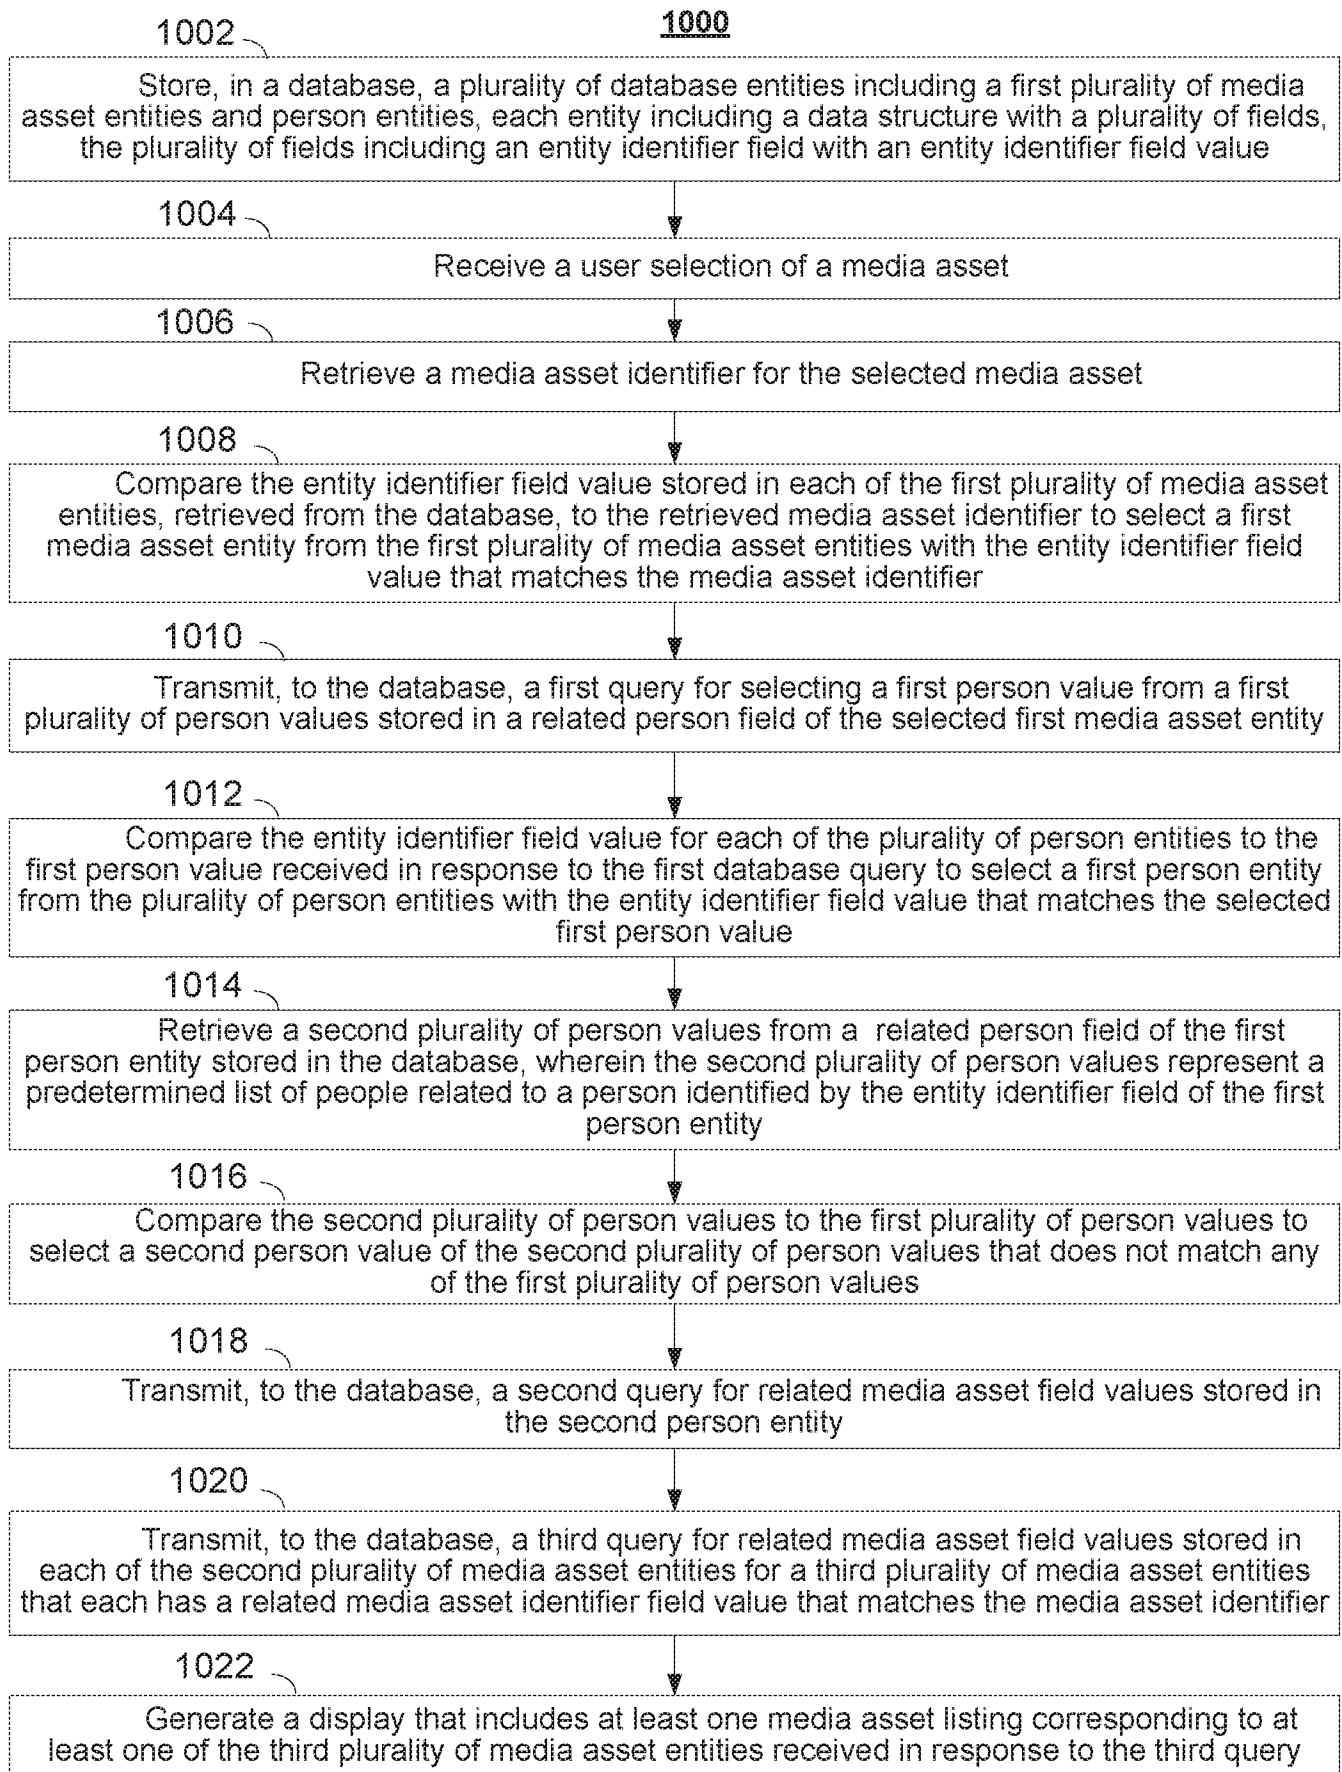 1000
1002
Store, in a database, a plurality of database entities including a first plurality of media
asset entities and person entities, each entity including a data structure with a plurality of fields,
the plurality of fields including an entity identifier field with an entity identifier field value
1004
Receive a user selection of a media asset
1006
Retrieve a media asset identifier for the selected media asset
1008
Compare the entity identifier field value stored in each of the first plurality of media asset
entities, retrieved from the database, to the retrieved media asset identifier to select a first
media asset entity from the first plurality of media asset entities with the entity identifier field
value that matches the media asset identifier
1010
Transmit, to the database, a first query for selecting a first person value from a first
plurality of person values stored in a related person field of the selected first media asset entity
1012
Compare the entity identifier field value for each of the plurality of person entities to the
first person value received in response to the first database query to select a first person entity
from the plurality of person entities with the entity identifier field value that matches the selected
first person value
1014
Retrieve a second plurality of person values from a related person field of the first
person entity stored in the database, wherein the second plurality of person values represent a
predetermined list of people related to a person identified by the entity identifier field of the first
person entity
1016
Compare the second plurality of person values to the first plurality of person values to
select a second person value of the second plurality of person values that does not match any
of the first plurality of person values
1018
Transmit, to the database, a second query for related media asset field values stored in
the second person entity
1020
Transmit, to the database, a third query for related media asset field values stored in
each of the second plurality of media asset entities for a third plurality of media asset entities
that each has a related media asset identifier field value that matches the media asset identifier
1022
Generate a display that includes at least one media asset listing corresponding to at
least one of the third plurality of media asset entities received in response to the third query